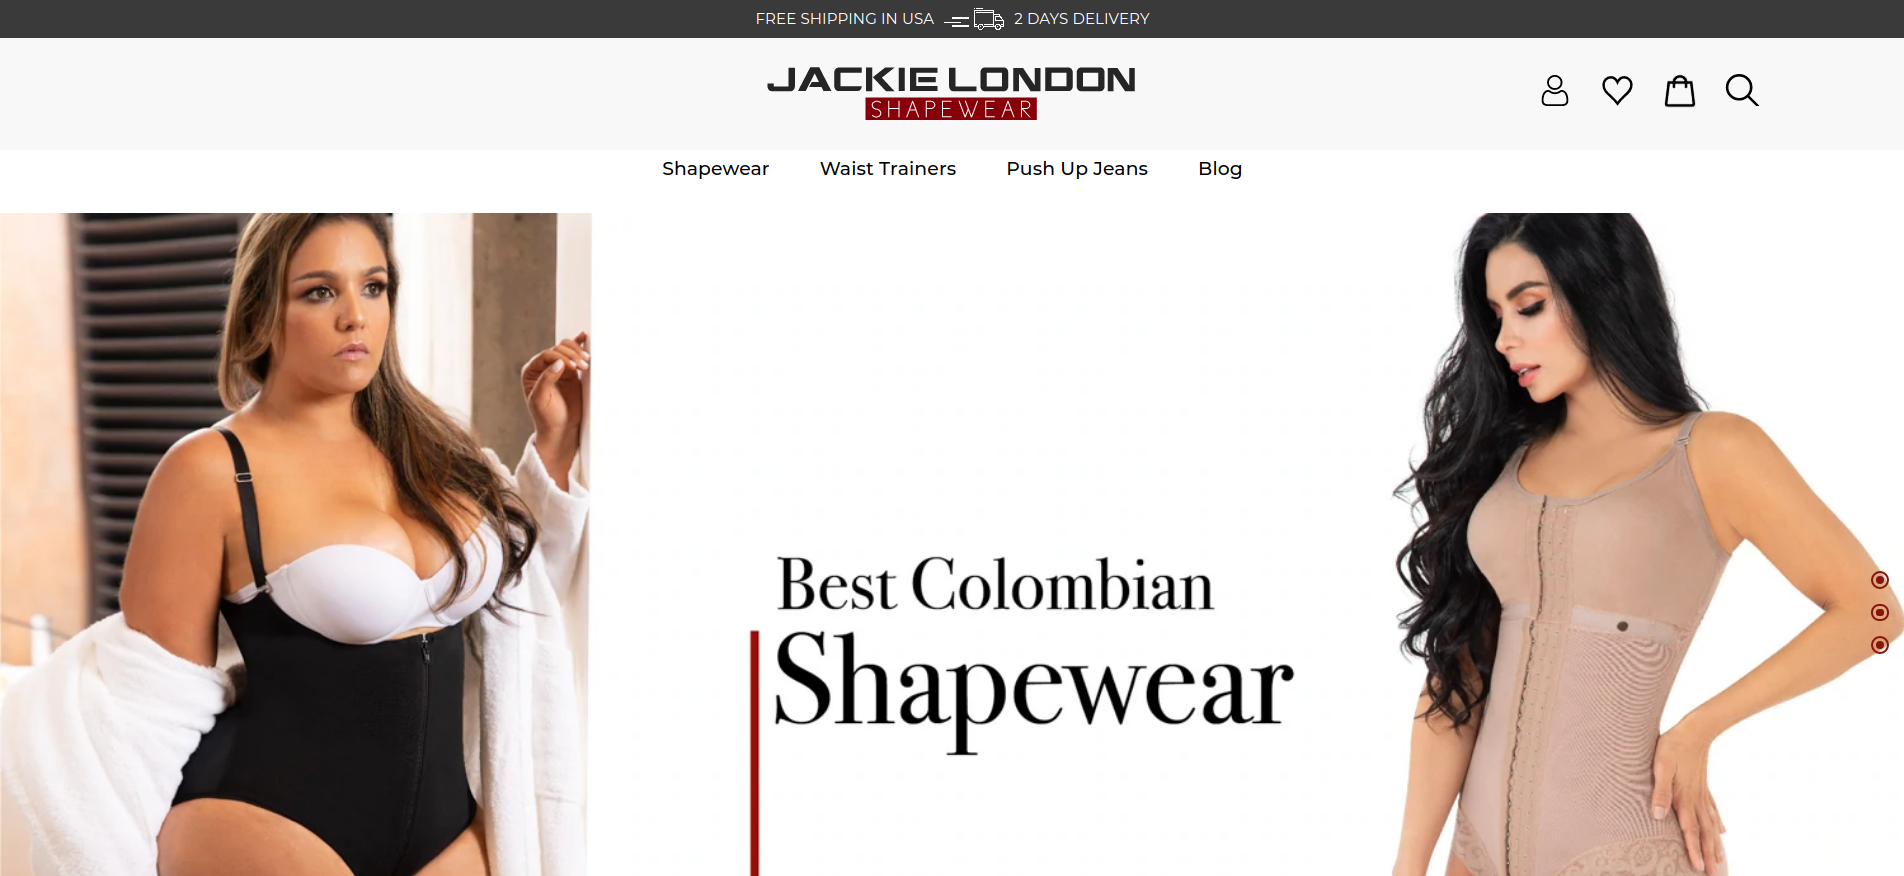 FREE SHIPPING IN USA 2 DAYS DELIVERY
JACKIE LONDON
SHAPEWEAR
Shapewear Waist Trainers Push Up Jeans Blog
Best Colombian
Shapewear